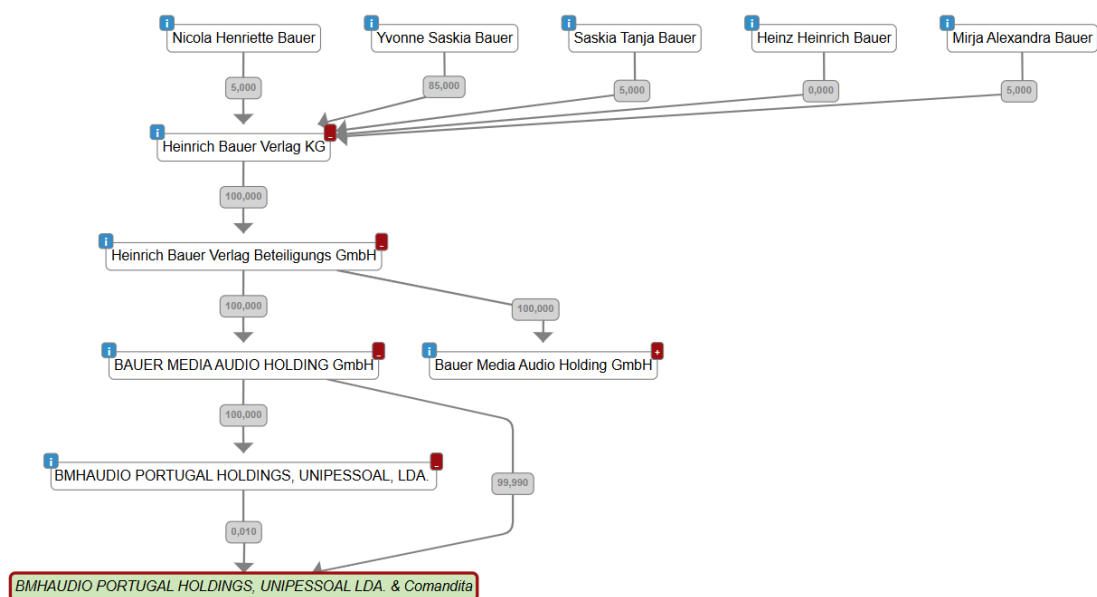 i
i
i
i
i
Nicola Henriette Bauer
Yvonne Saskia Bauer
Saskia Tanja Bauer
Heinz Heinrich Bauer
Mirja Alexandra Bauer
5,000
85,000
5,000
0,000
5,000
i
-
Heinrich Bauer Verlag KG
100,000
i
-
Heinrich Bauer Verlag Beteiligungs GmbH
100,000
100,000
i
-
i
+
BAUER MEDIA AUDIO HOLDING GmbH
Bauer Media Audio Holding GmbH
100,000
i
-
BMHAUDIO PORTUGAL HOLDINGS, UNIPESSOAL, LDA.
99,990
0,010
BMHAUDIO PORTUGAL HOLDINGS, UNIPESSOAL LDA. & Comandita